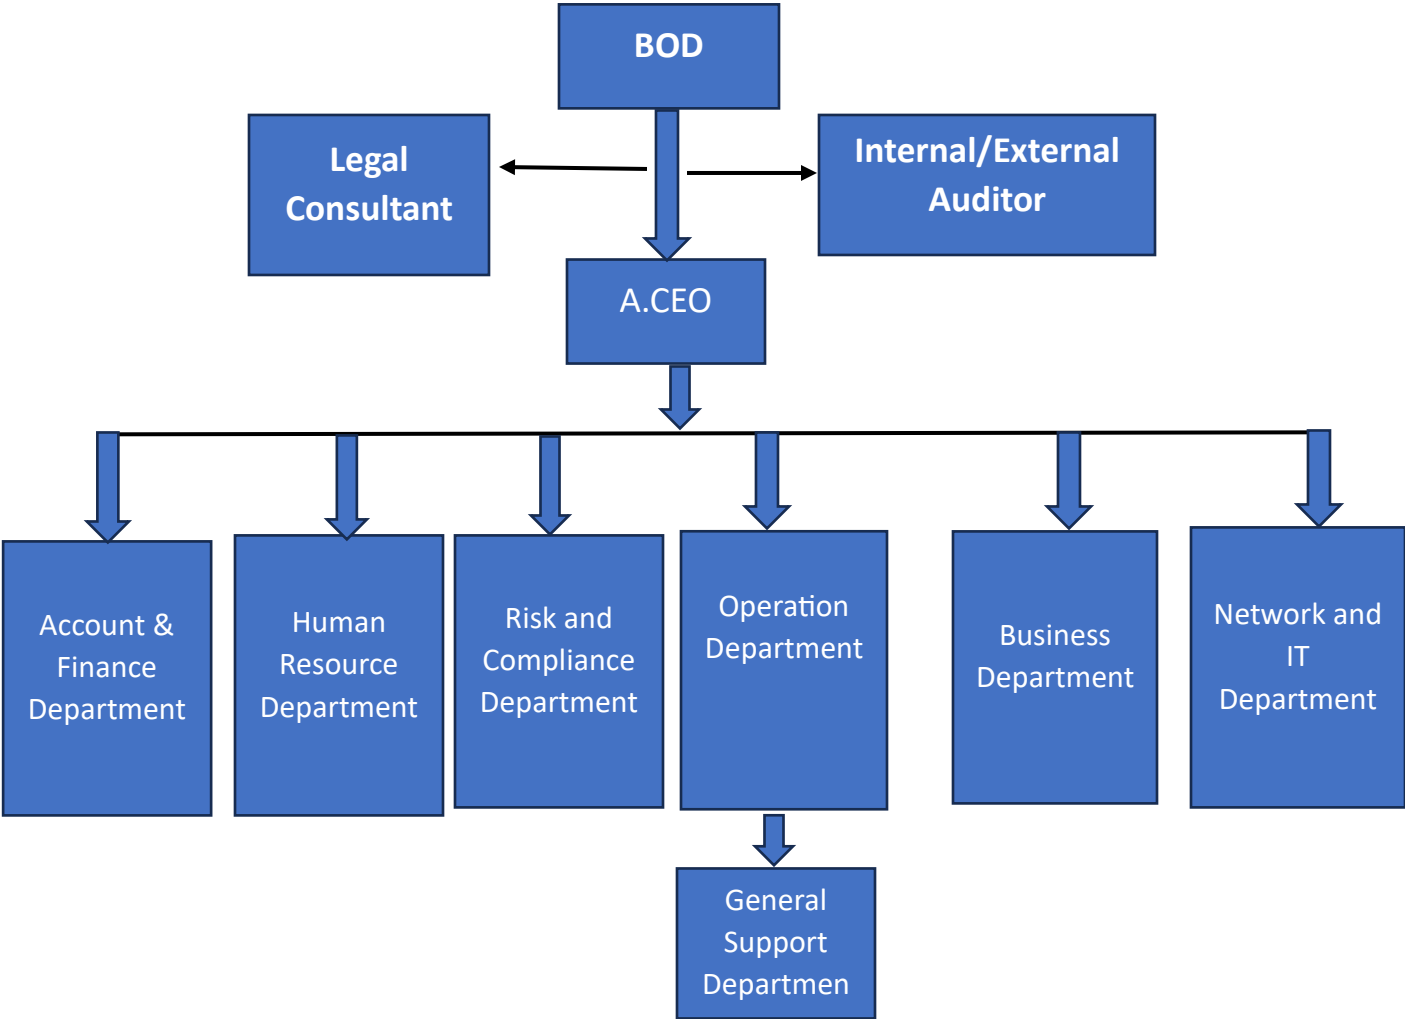 BOD
Legal
Consultant
Internal/External
Auditor
A.CEO
Account &
Finance
Department
Human
Resource
Department
Risk and
Compliance
Department
Operation
Department
Business
Department
Network and
IT
Department
General
Support
Departmen